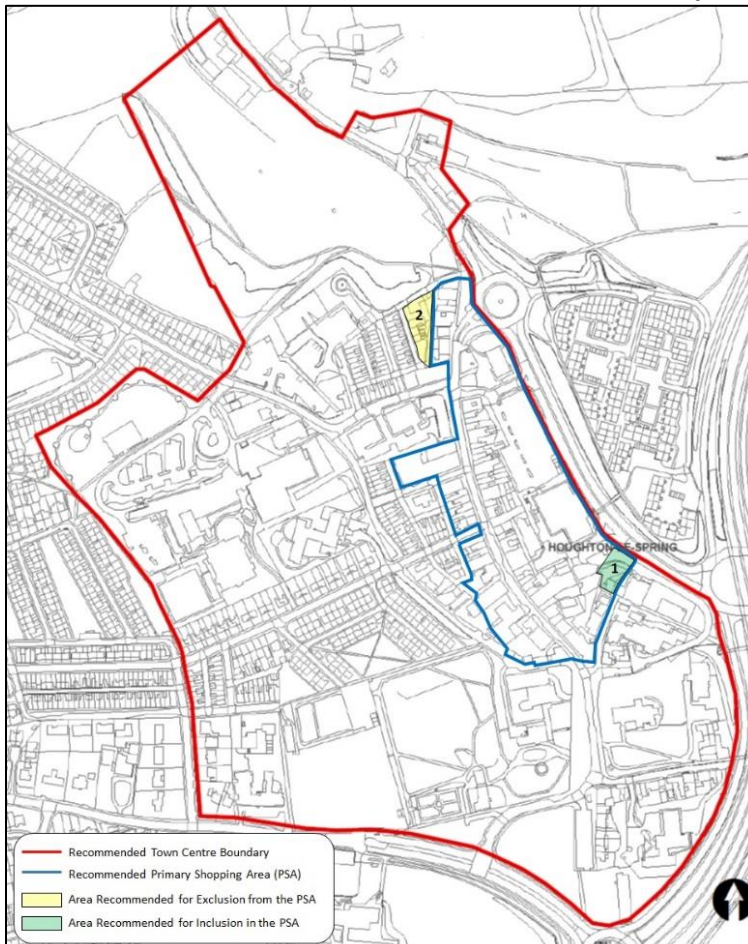 2
HOUGHTON-LE-SPRING
1
Recommended Town Centre Boundary
Recommended Primary Shopping Area (PSA)
Area Recommended for Exclusion from the PSA
Area Recommended for Inclusion in the PSA